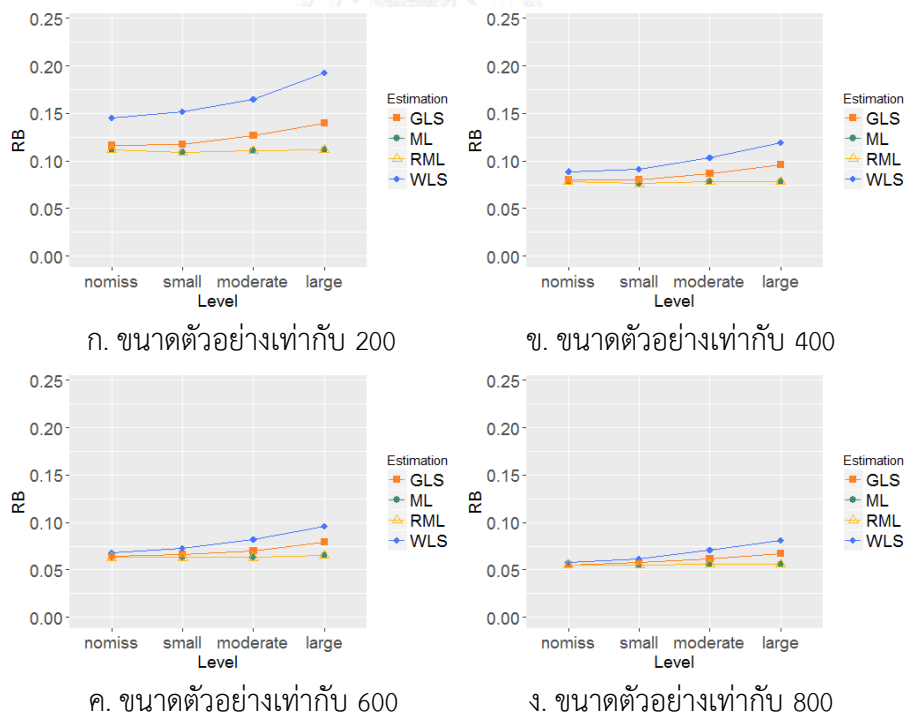 0.25
0.20
0.15
0.10
0.05
0.00
RB
nomiss small moderate large
Level
Estimation
GLS
ML
RML
WLS
ก. ขนาดตัวอย่างเท่ากับ 200
0.25
0.20
0.15
0.10
0.05
0.00
RB
nomiss small moderate large
Level
Estimation
GLS
ML
RML
WLS
ข. ขนาดตัวอย่างเท่ากับ 400
0.25
0.20
0.15
0.10
0.05
0.00
RB
nomiss small moderate large
Level
Estimation
GLS
ML
RML
WLS
ค. ขนาดตัวอย่างเท่ากับ 600
0.25
0.20
0.15
0.10
0.05
0.00
RB
nomiss small moderate large
Level
Estimation
GLS
ML
RML
WLS
ง. ขนาดตัวอย่างเท่ากับ 800